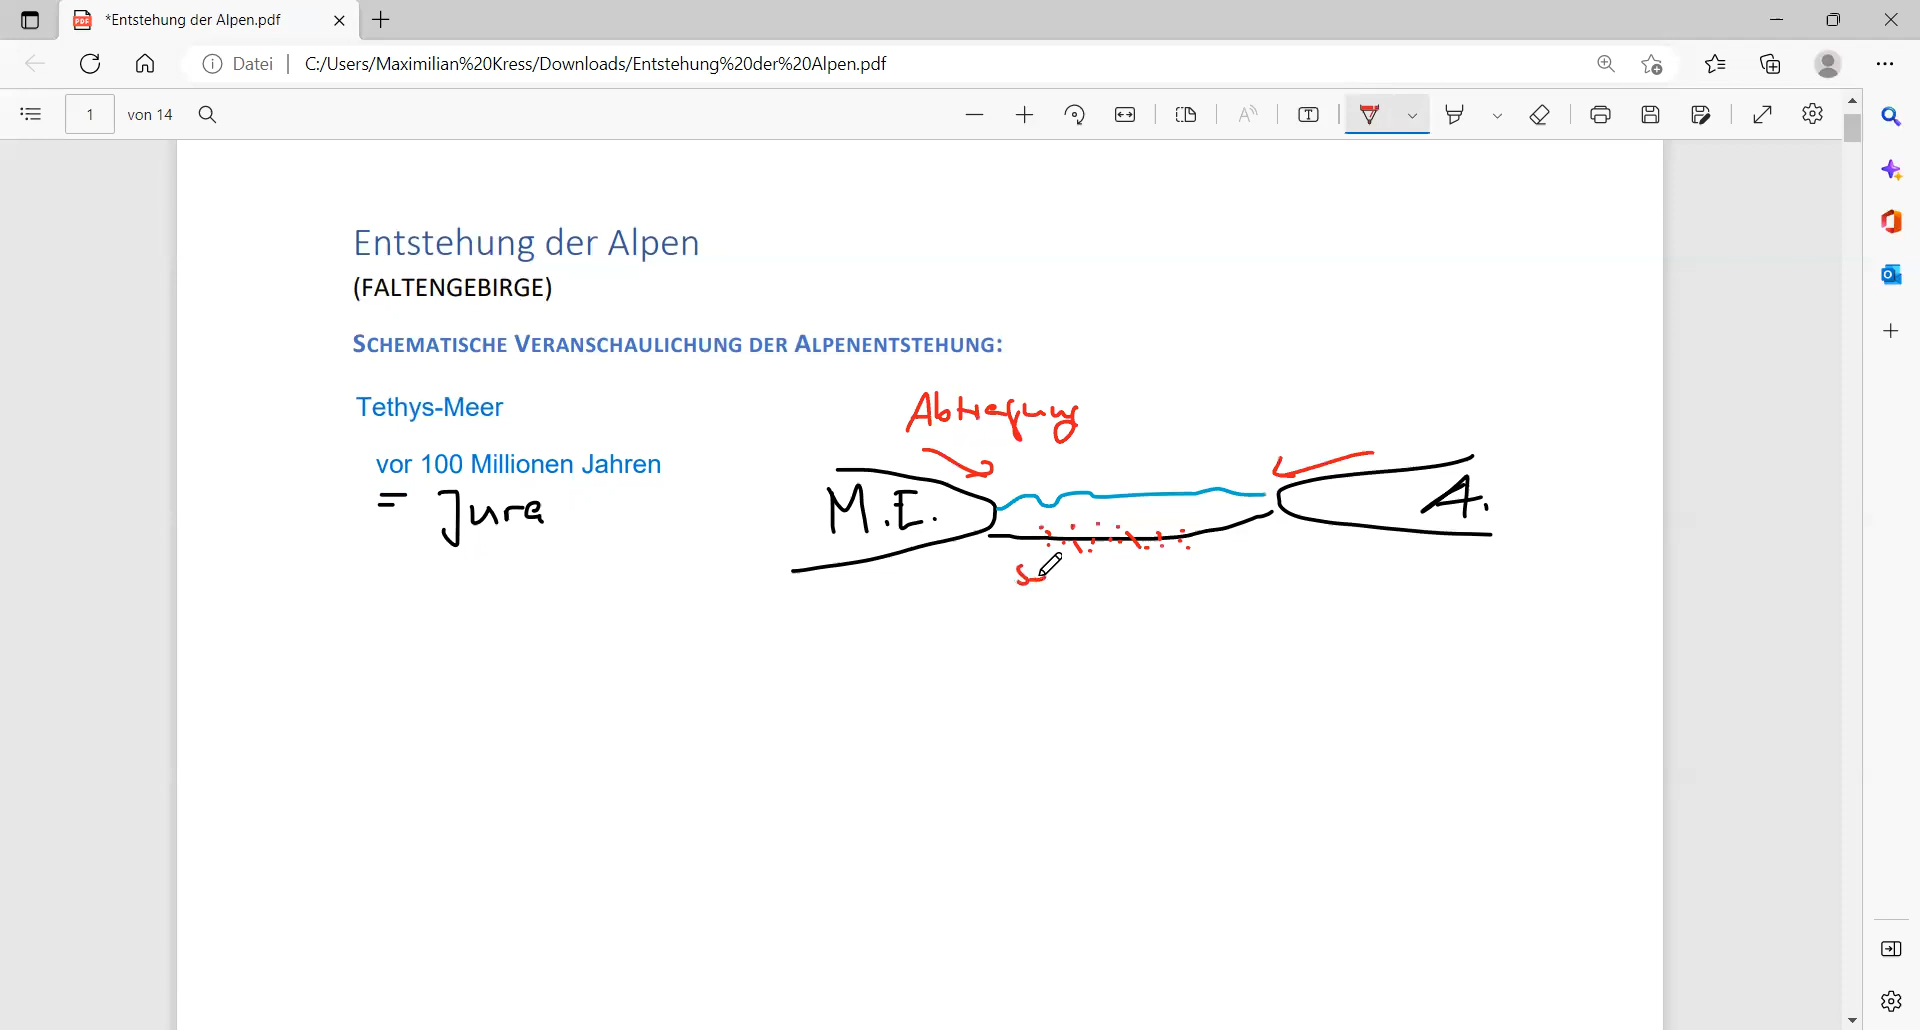 *Entstehung der Alpen.pdf
Datei | C:/Users/Maximilian%20Kress/Downloads/Entstehung%20der%20Alpen.pdf
1 von 14
Entstehung der Alpen
(FALTENGEBIRGE)
SCHEMATISCHE VERANSCHAULICHUNG DER ALPENENTSTEHUNG:
Tethys-Meer
Abtragung
vor 100 Millionen Jahren
= Jura
M.E.
A.
S